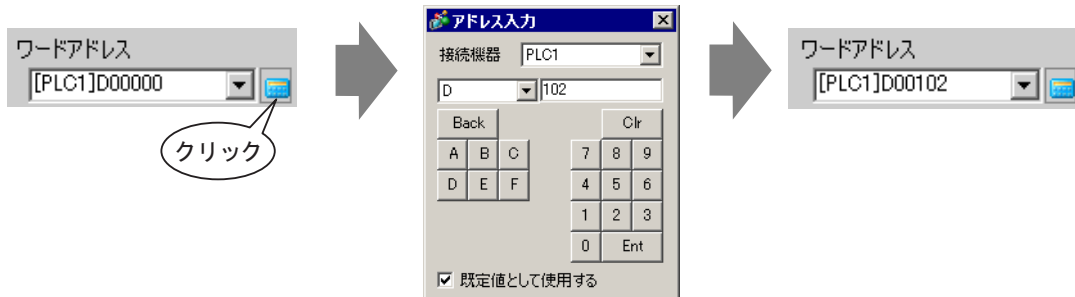 ワードアドレス
[PLC1]D00000
クリック
アドレス入力
接続機器 PLC1
D 102
Back Clr
A B C 7 8 9
D E F 4 5 6
1 2 3
0 Ent
既定値として使用する
ワードアドレス
[PLC1]D00102